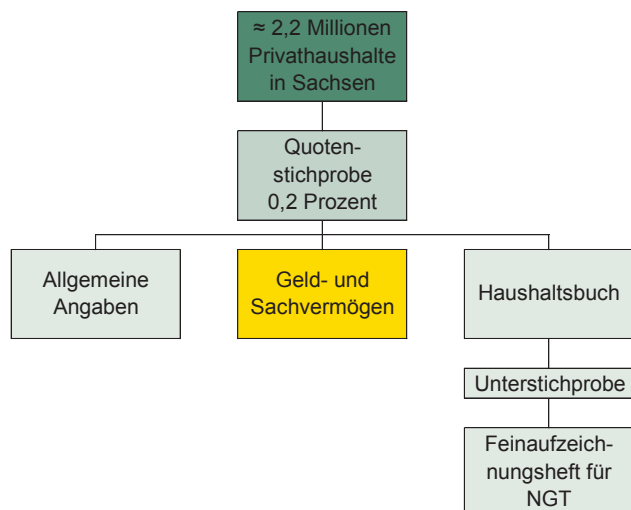 ≈ 2,2 Millionen
Privathaushalte
in Sachsen
Quoten-
stichprobe
0,2 Prozent
Allgemeine
Angaben
Geld- und
Sachvermögen
Haushaltsbuch
Unterstichprobe
Feinaufzeich-
nungsheft für
NGT